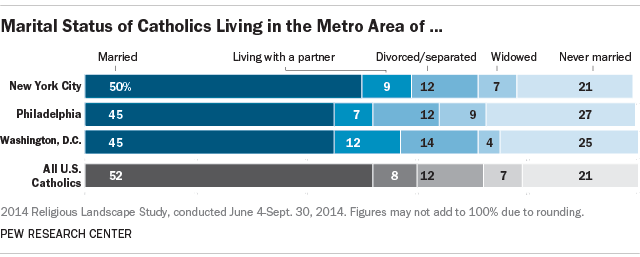 Marital Status of Catholics Living in the Metro Area of ...
Married Living with a partner Divorced/separated Widowed Never married
New York City 50% 9 12 7 21
Philadelphia 45 7 12 9 27
Washington, D.C. 45 12 14 4 25
All U.S.
Catholics 52 8 12 7 21
2014 Religious Landscape Study, conducted June 4-Sept. 30, 2014. Figures may not add to 100% due to rounding.
PEW RESEARCH CENTER